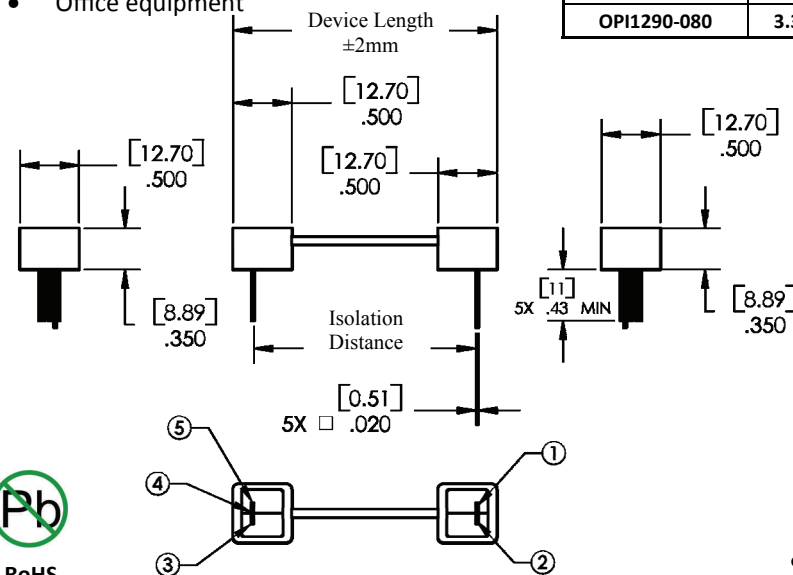 • Office equipment
OPI1290-080 3.3
Device Length
±2mm
[12.70]
.500
[12.70]
.500
[12.70]
.500
[12.70]
.500
[8.89]
.350
Isolation
Distance
[11]
5X .43 MIN
[8.89]
.350
[0.51]
5X □ .020
5
4
3
1
2
Pb
RoHS